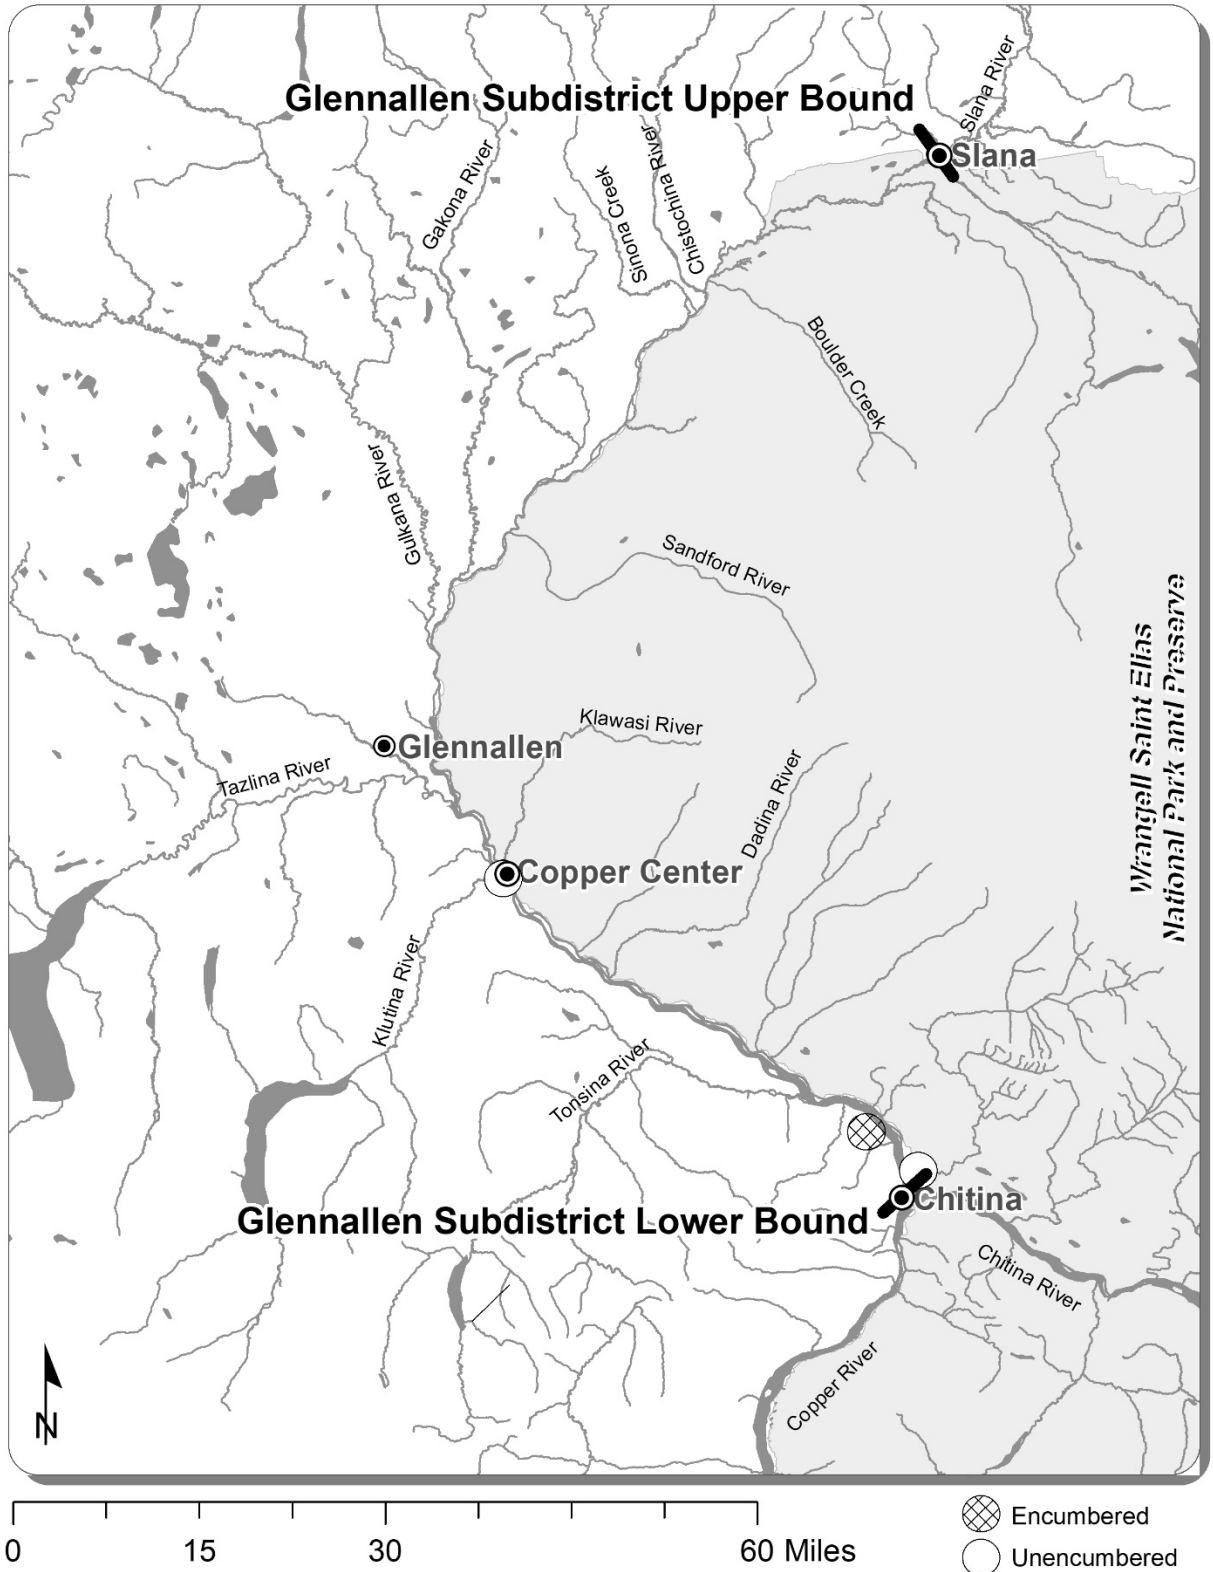 Glennallen Subdistrict Upper Bound
Slana River
Slana
Gakona River
Sinona Creek
Chistochina River
Boulder Creek
Gulkana River
Sandford River
Wrangell Saint Elias
National Park and Preserve
Klawasi River
Glennallen
Tazlina River
Dadina River
Copper Center
Klutina River
Tonsina River
Chitina
Glennallen Subdistrict Lower Bound
Chitina River
Copper River
N
0 15 30 60 Miles
Encumbered
Unencumbered